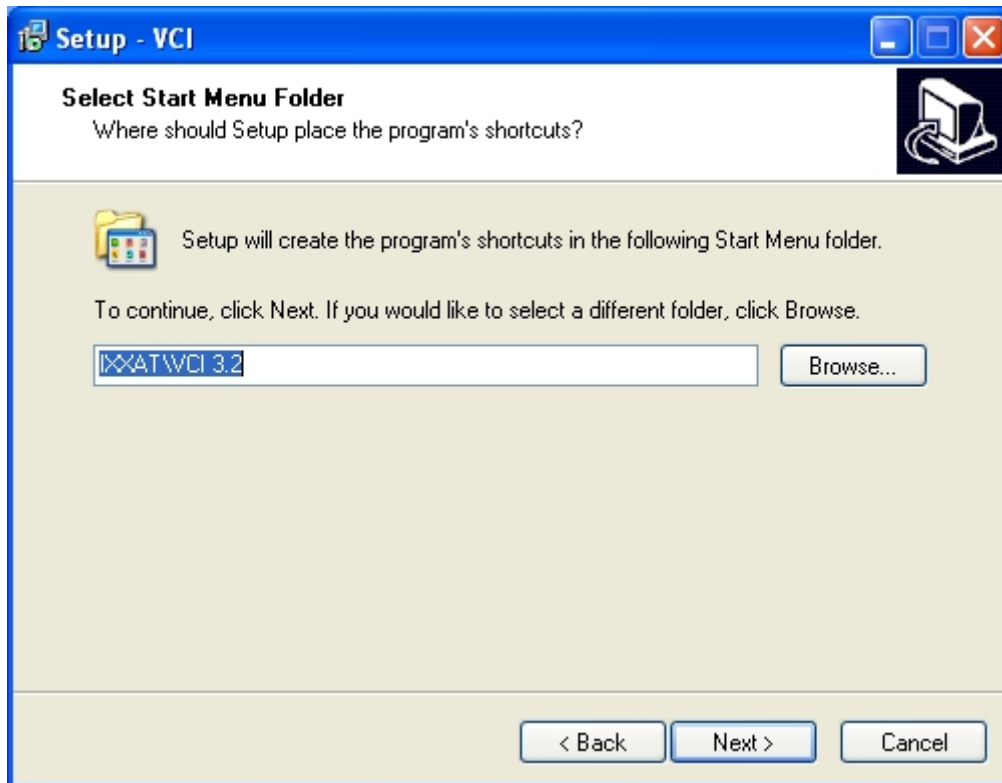 Setup - VCI
Select Start Menu Folder
Where should Setup place the program's shortcuts?
Setup will create the program's shortcuts in the following Start Menu folder.
To continue, click Next. If you would like to select a different folder, click Browse.
IXXAT\VCI 3.2
Browse...
< Back
Next >
Cancel